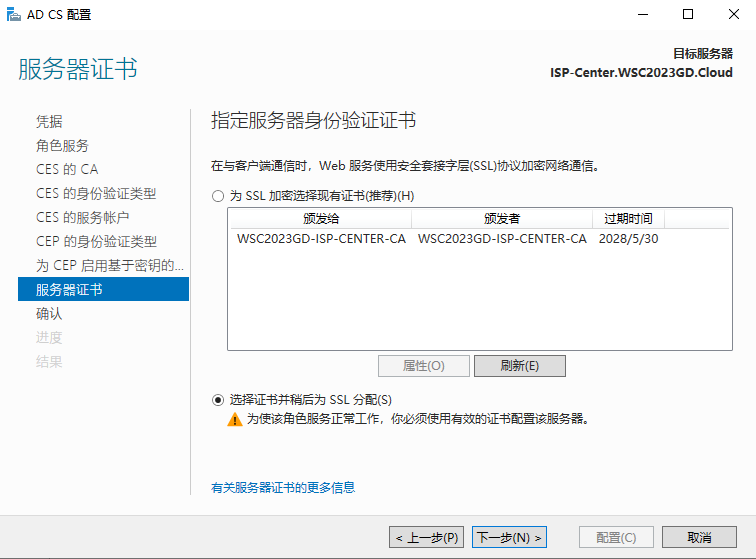 AD CS 配置
服务器证书
目标服务器
ISP-Center.WSC2023GD.Cloud
凭据
角色服务
CES 的 CA
CES 的身份验证类型
CES 的服务帐户
CEP 的身份验证类型
为 CEP 启用基于密钥的...
服务器证书
确认
进度
结果
指定服务器身份验证证书
在与客户端通信时，Web 服务使用安全套接字层(SSL)协议加密网络通信。
为 SSL 加密选择现有证书(推荐)(H)
颁发给 颁发者 过期时间
WSC2023GD-ISP-CENTER-CA WSC2023GD-ISP-CENTER-CA 2028/5/30
属性(O) 刷新(E)
选择证书并稍后为 SSL 分配(S)
为使该角色服务正常工作，你必须使用有效的证书配置该服务器。
有关服务器证书的更多信息
< 上一步(P) 下一步(N) > 配置(C) 取消